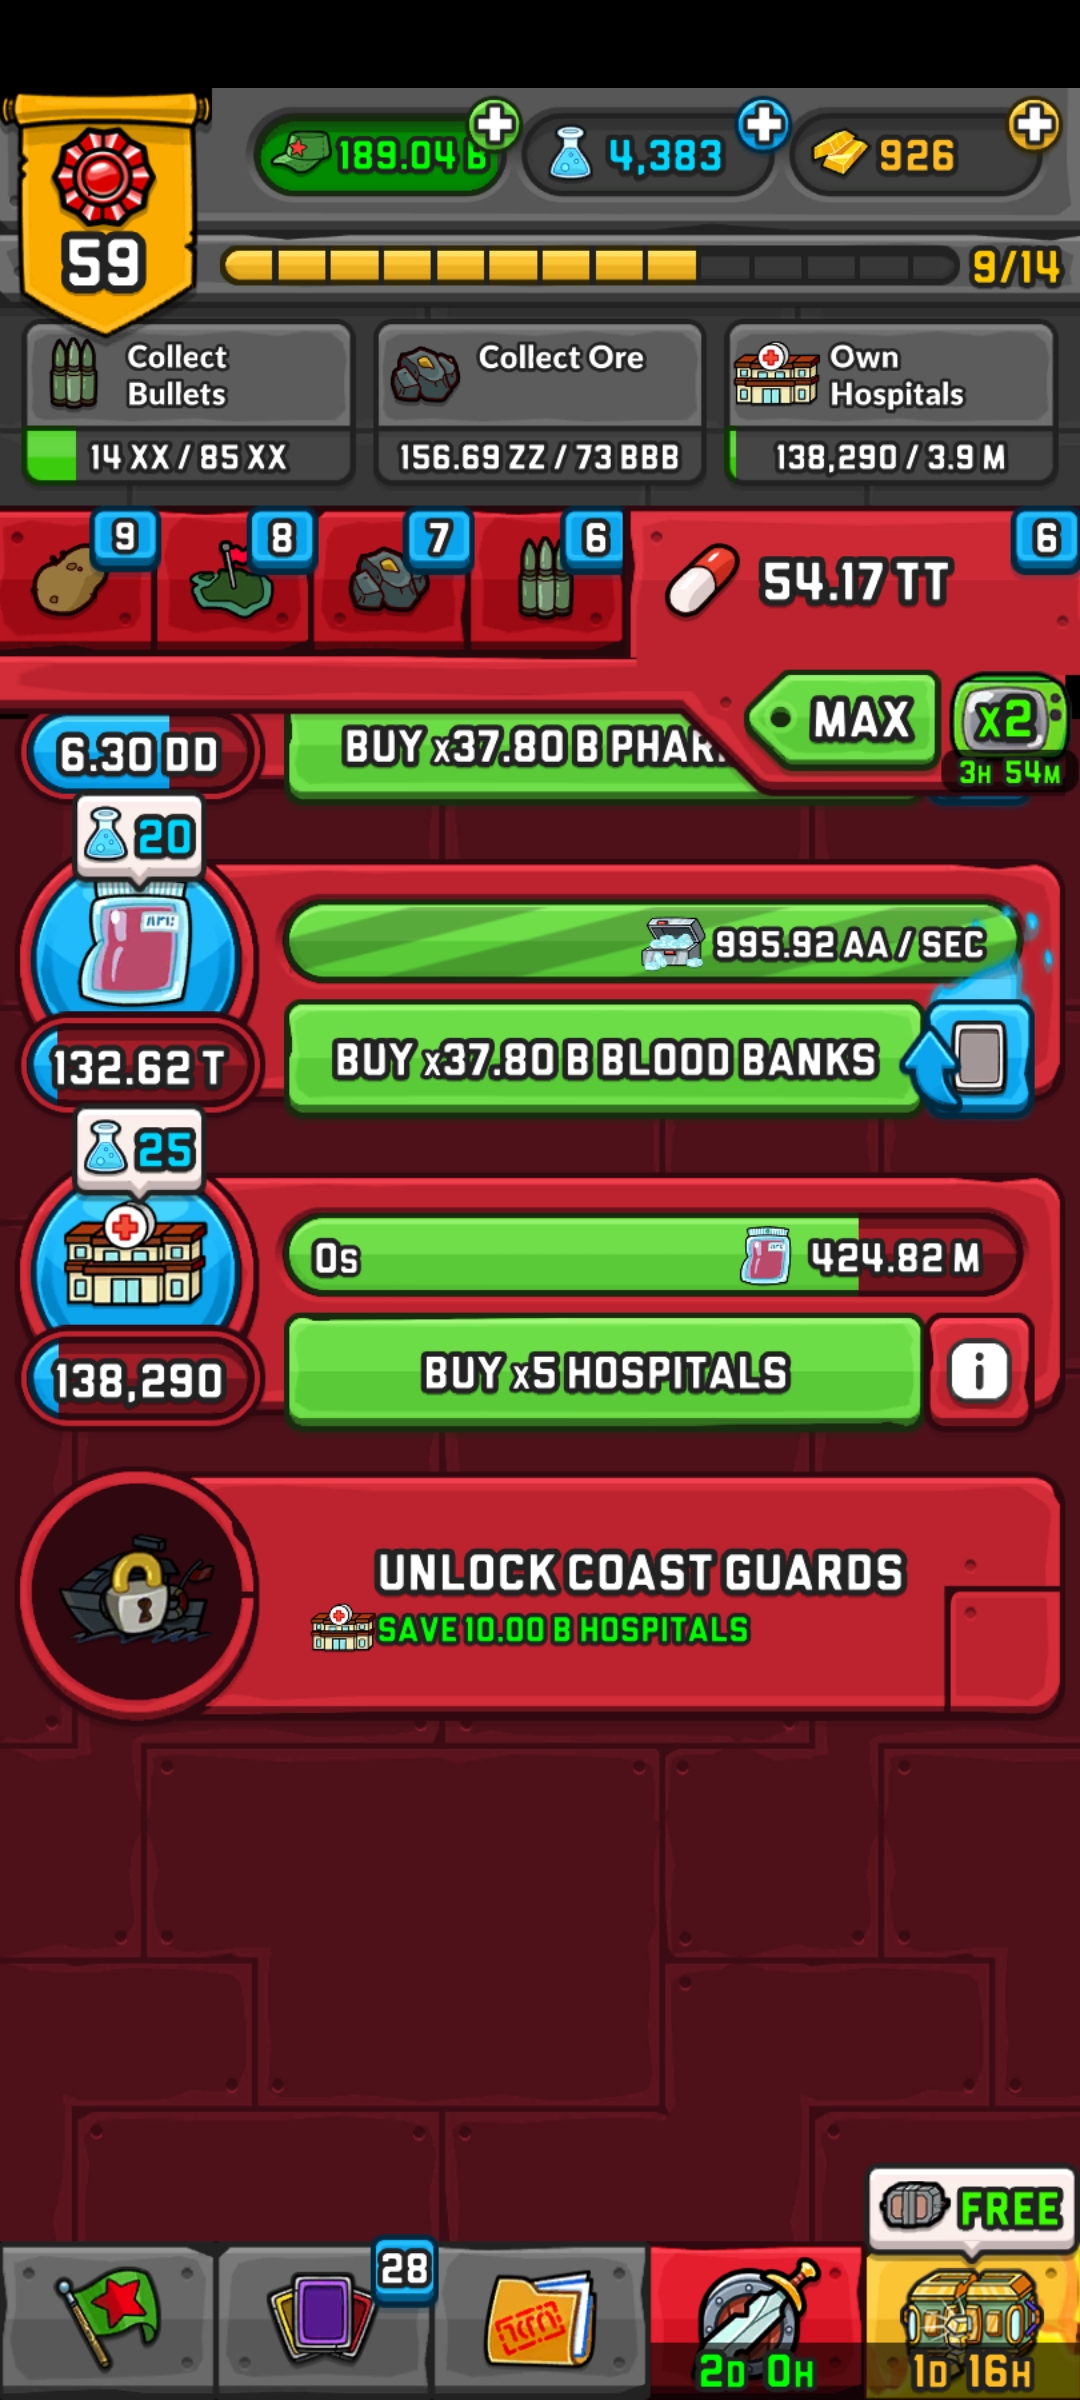 59
189.04 B
4,383
926
9/14
Collect
Bullets
14 XX / 85 XX
Collect Ore
156.69 ZZ / 73 BBB
Own
Hospitals
138,290 / 3.9 M
9
8
7
6
54.17 TT
6
MAX
x2
3H 54M
6.30 DD
BUY x37.80 B PHAR
20
995.92 AA / SEC
132.62 T
BUY x37.80 B BLOOD BANKS
25
0s
424.82 M
138,290
BUY x5 HOSPITALS
i
UNLOCK COAST GUARDS
SAVE 10.00 B HOSPITALS
FREE
28
2D 0H
1D 16H